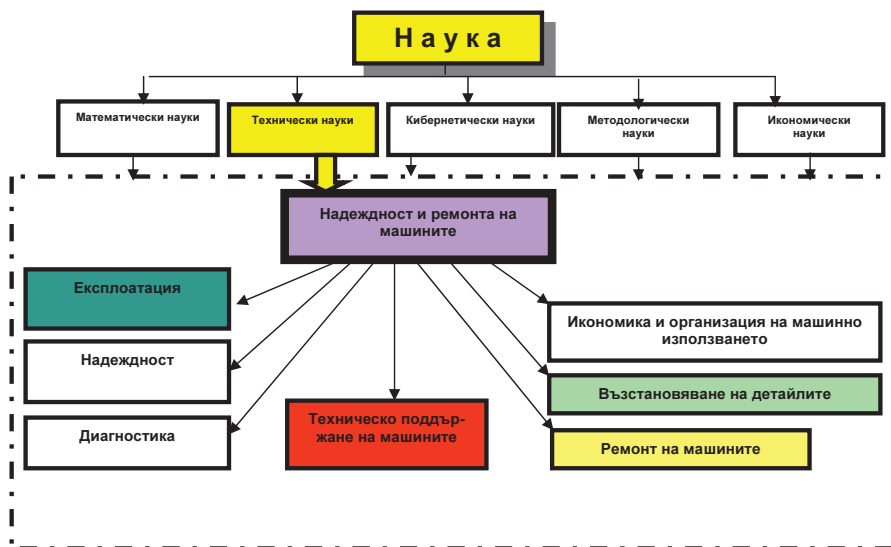 Наука
Математически науки
Технически науки
Кибернетически науки
Методологически
науки
Икономически
науки
Надеждност и ремонта на
машините
Експлоатация
Надеждност
Диагностика
Техническо поддър-
жане на машините
Икономика и организация на машинно
използването
Възстановяване на детайлите
Ремонт на машините